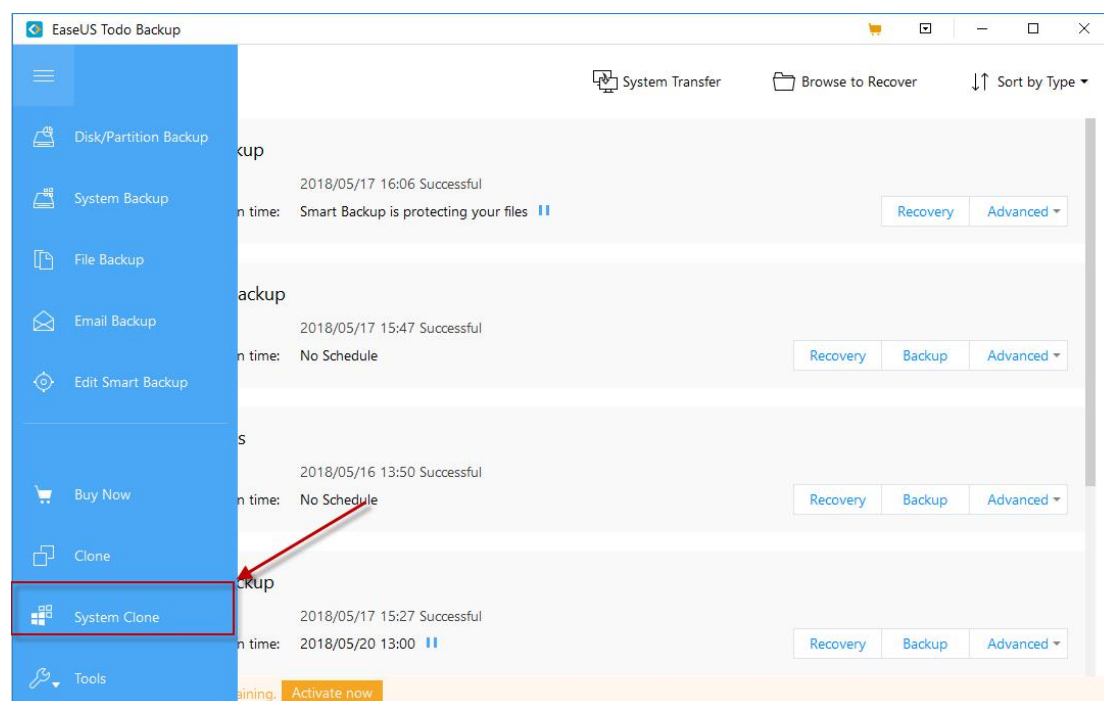 EaseUS Todo Backup
System Transfer Browse to Recover Sort by Type
Disk/Partition Backup
System Backup
File Backup
Email Backup
Edit Smart Backup
Buy Now
Clone
System Clone
Tools
kup
2018/05/17 16:06 Successful
n time: Smart Backup is protecting your files
Recovery Advanced
ackup
2018/05/17 15:47 Successful
n time: No Schedule
Recovery Backup Advanced
s
2018/05/16 13:50 Successful
n time: No Schedule
Recovery Backup Advanced
ckup
2018/05/17 15:27 Successful
n time: 2018/05/20 13:00
Recovery Backup Advanced
aining. Activate now